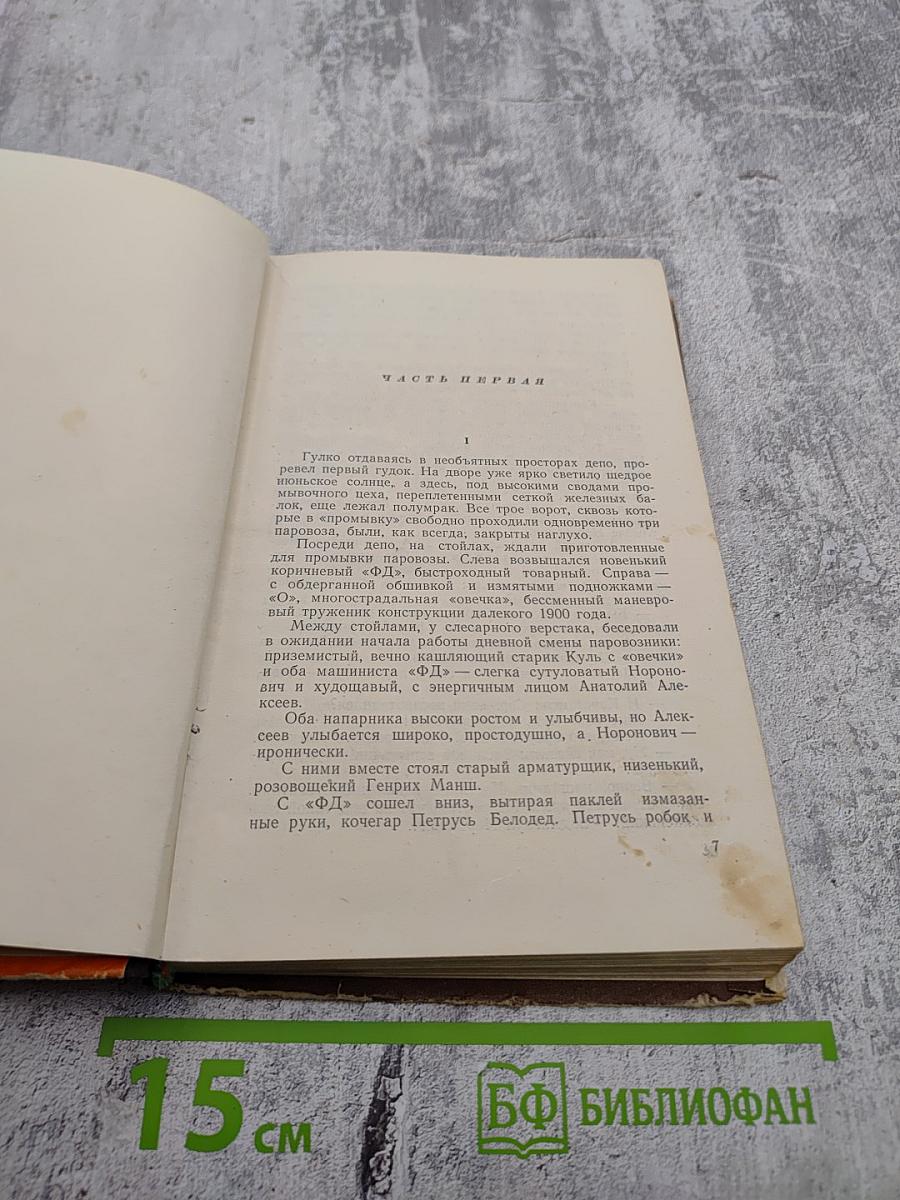 ЧАСТЬ ПЕРВАЯ
I
Гулко отдаваясь в необъятных просторах депо, про-
ревел первый гудок. На дворе уже ярко светило щедрое
июньское солнце, а здесь, под высокими сводами про-
мывочного цеха, переплетенными сеткой железных ба-
лок, еще лежал полумрак. Все трое ворот, сквозь кото-
рые в «промывку» свободно проходили одновременно три
паровоза, были, как всегда, закрыты наглухо.
Посреди депо, на стойлах, ждали приготовленные
для промывки паровозы. Слева возвышался новенький
коричневый «ФД», быстроходный товарный. Справа —
с обдерганной обшивкой и измятыми подножками —
«О», многострадальная «овечка», бессменный маневро-
вый труженик конструкции далекого 1900 года.
Между стойлами, у слесарного верстака, беседовали
в ожидании начала работы дневной смены паровозники:
приземистый, вечно кашляющий старик Куль с «овечки»
и оба машиниста «ФД» — слегка сутуловатый Нороно-
вич и худощавый, с энергичным лицом Анатолий Алек-
сеев.
Оба напарника высоки ростом и улыбчивы, но Алек-
сеев улыбается широко, простодушно, а Норонович —
иронически.
С ними вместе стоял старый арматурщик, низенький,
розовощекий Генрих Манш.
С «ФД» сошел вниз, вытирая паклей измазан-
ные руки, кочегар Петрусь Белодед. Петрусь робок и
7
15 см
БФ БИБЛИОФАН